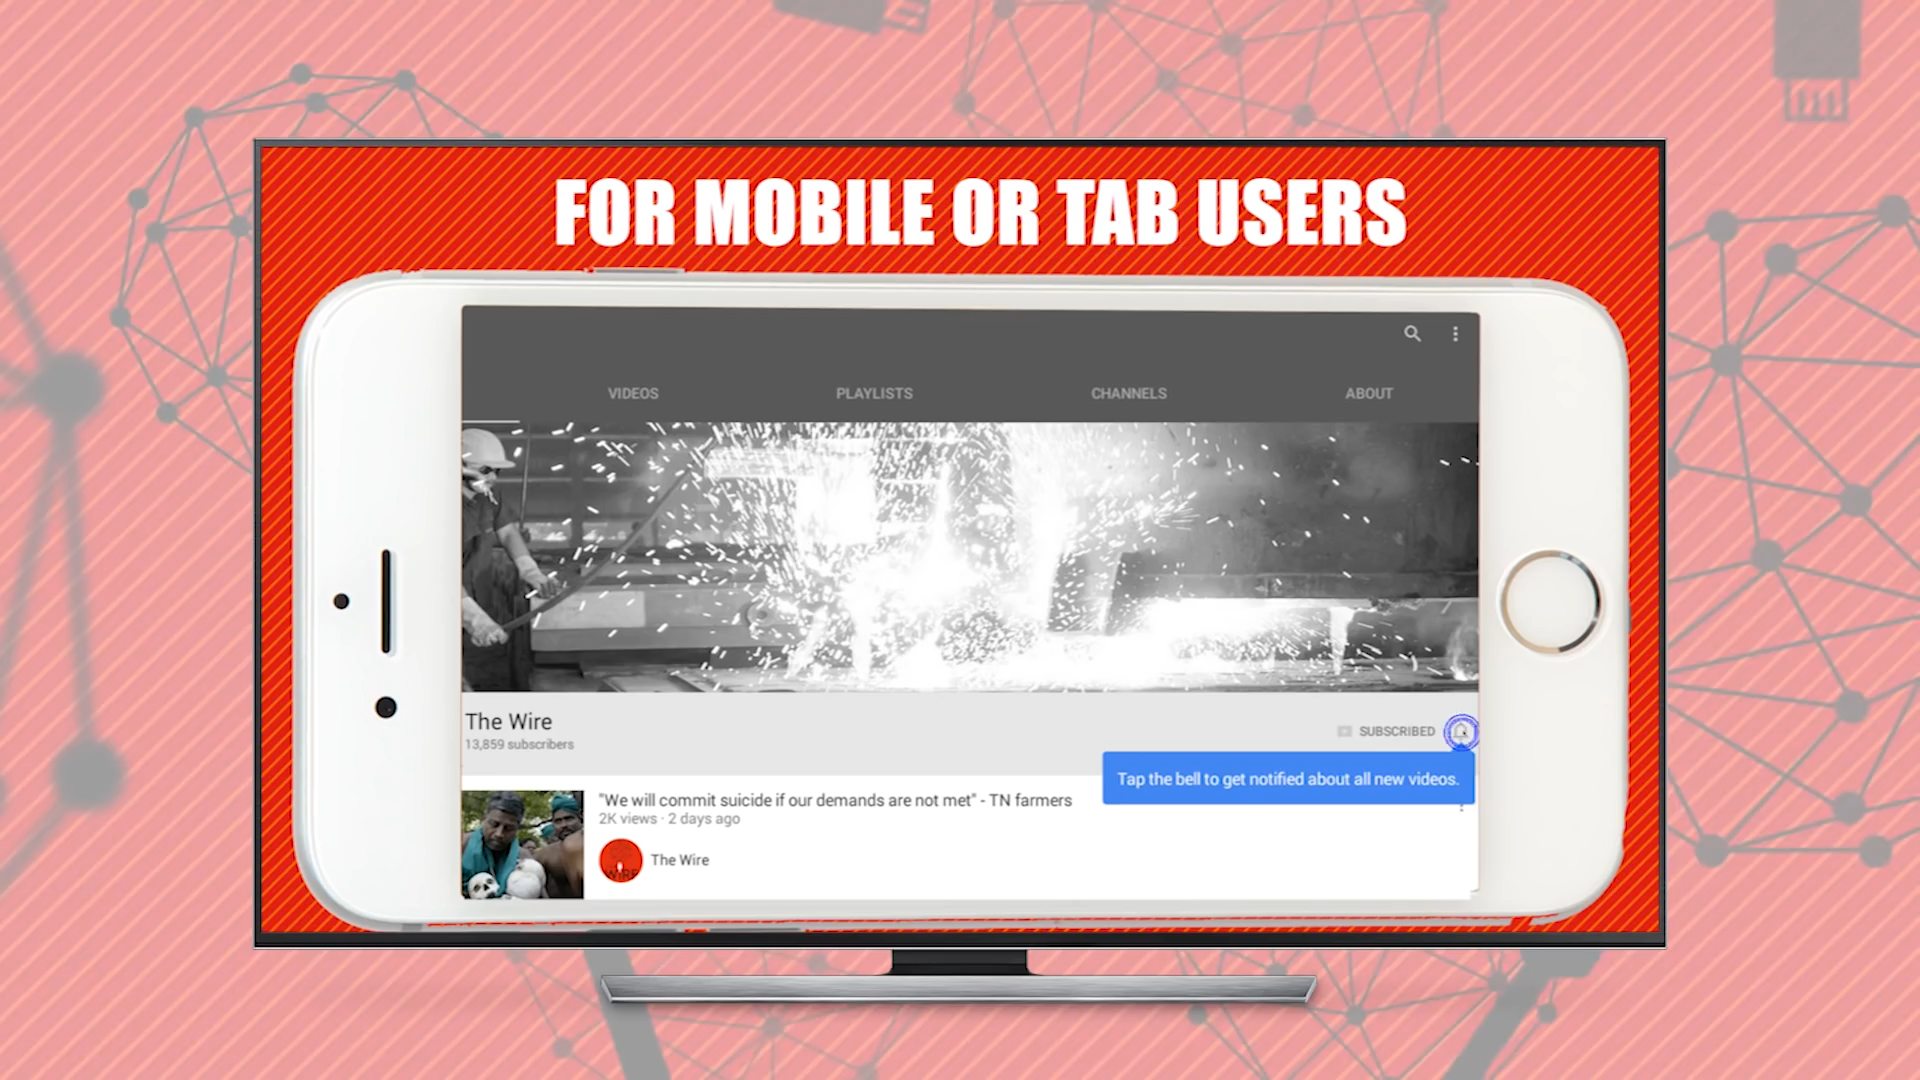 FOR MOBILE OR TAB USERS
VIDEOS PLAYLISTS CHANNELS ABOUT
The Wire
13,859 subscribers
SUBSCRIBED
Tap the bell to get notified about all new videos.
"We will commit suicide if our demands are not met" - TN farmers
2K views · 2 days ago
WIRE
The Wire